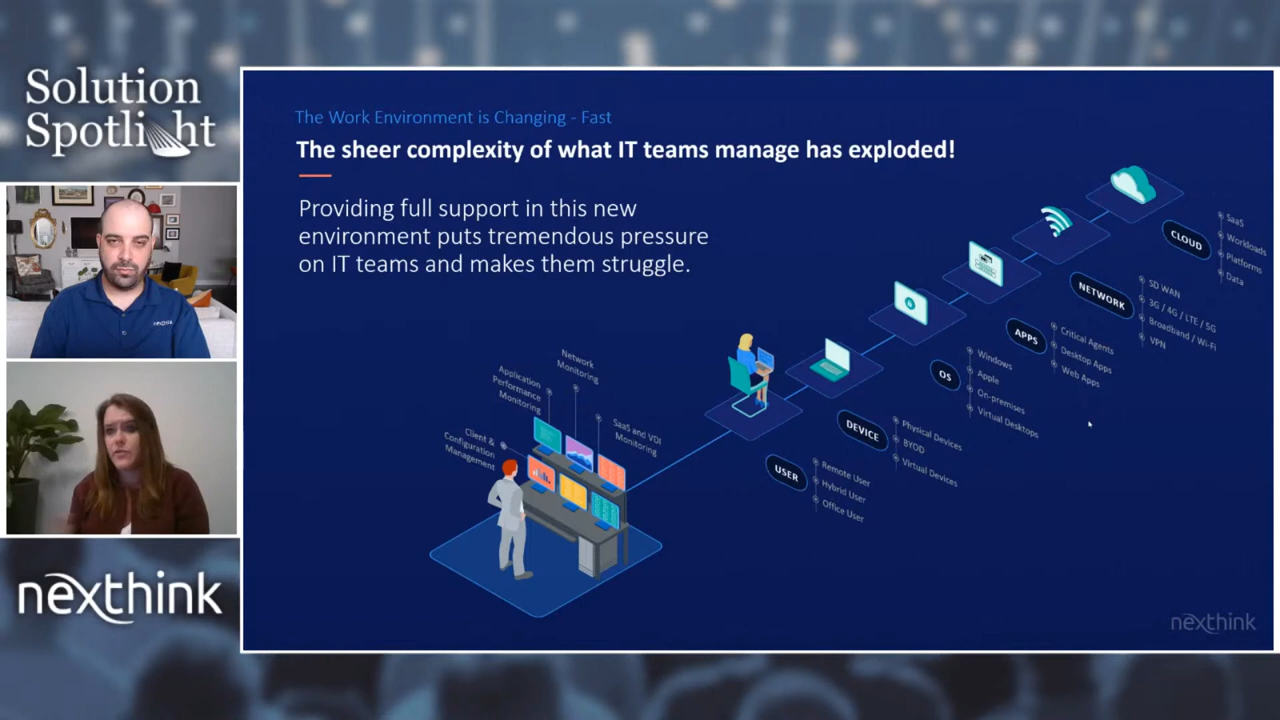 Solution
Spotlight
nexthink
The Work Environment is Changing - Fast
The sheer complexity of what IT teams manage has exploded!
Providing full support in this new
environment puts tremendous pressure
on IT teams and makes them struggle.
Network
Monitoring
Application
Performance
Monitoring
SaaS and VDI
Monitoring
Client &
Configuration
Management
USER
Remote User
Hybrid User
Office User
DEVICE
Physical Devices
BYOD
Virtual Devices
OS
Windows
Apple
On-premises
Virtual Desktops
APPS
Critical Agents
Desktop Apps
Web Apps
NETWORK
SD WAN
3G / 4G / LTE / 5G
Broadband / Wi-Fi
VPN
CLOUD
SaaS
Workloads
Platforms
Data
nexthink